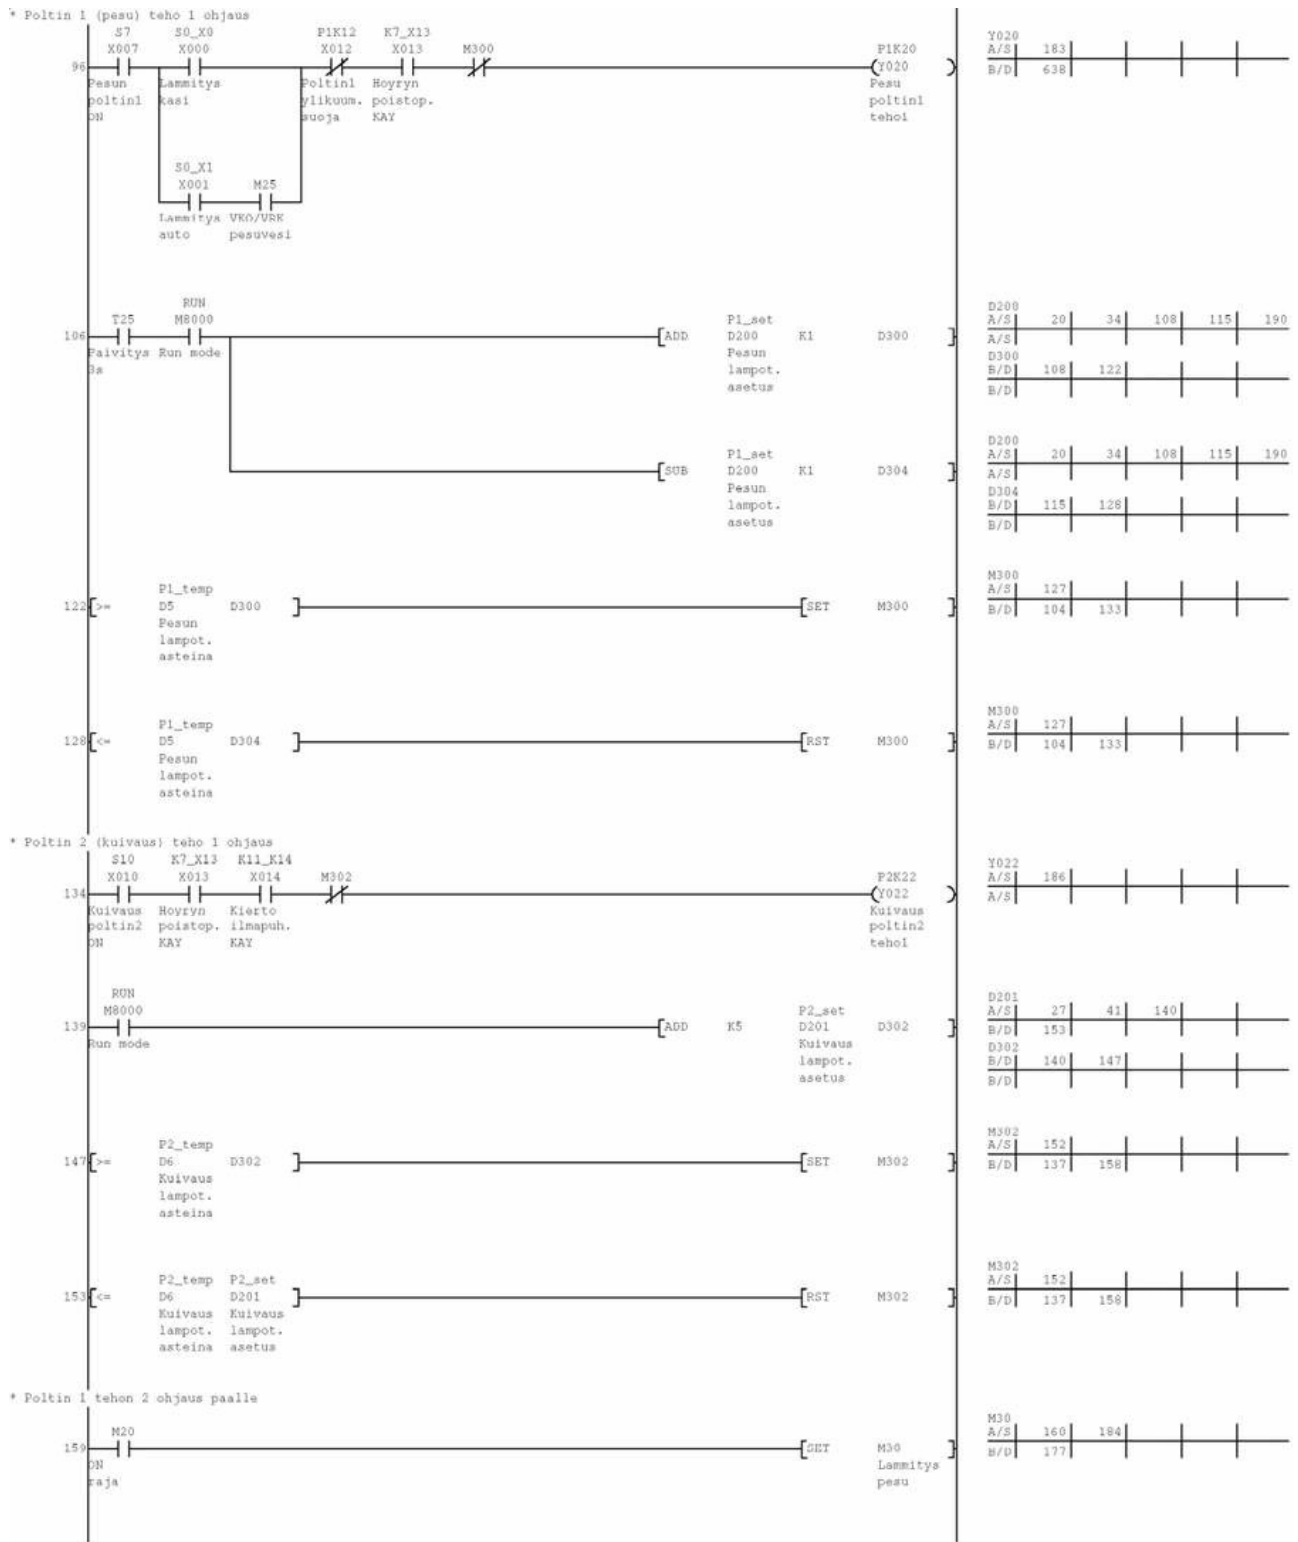 * Poltin 1 (pesu) teho 1 ohjaus
S7 S0_X0 P1K12 K7_X13
X007 X000 X012 X013 M300 P1K20
96 Y020
Pesun Lammitys Poltin1 Hoyryn Pesu
poltin1 kasi ylikuum. poistop. poltin1
ON suoja KAY teho1
Y020
A/S 183
B/D 638
S0_X1
X001 M25
Lammitys VKO/VRK
auto pesuvesi
RUN
T25 M8000 P1_set
106 ADD D200 K1 D300
Paivitys Run mode Pesun
3s lampot.
asetus
D200
A/S 20 34 108 115 190
A/S
D300
B/D 108 122
B/D
P1_set
SUB D200 K1 D304
Pesun
lampot.
asetus
D200
A/S 20 34 108 115 190
A/S
D304
B/D 115 128
B/D
P1_temp
122 >= D5 D300 SET M300
Pesun
lampot.
asteina
M300
A/S 127
B/D 104 133
P1_temp
128 <= D5 D304 RST M300
Pesun
lampot.
asteina
M300
A/S 127
B/D 104 133
* Poltin 2 (kuivaus) teho 1 ohjaus
S10 K7_X13 K11_K14
X010 X013 X014 M302 P2K22
134 Y022
Kuivaus Hoyryn Kierto Kuivaus
poltin2 poistop. ilmapuh. poltin2
ON KAY KAY teho1
Y022
A/S 186
A/S
RUN
M8000 P2_set
139 ADD K5 D201 D302
Run mode Kuivaus
lampot.
asetus
D201
A/S 27 41 140
B/D 153
D302
B/D 140 147
B/D
P2_temp
147 >= D6 D302 SET M302
Kuivaus
lampot.
asteina
M302
A/S 152
B/D 137 158
P2_temp P2_set
153 <= D6 D201 RST M302
Kuivaus Kuivaus
lampot. lampot.
asteina asetus
M302
A/S 152
B/D 137 158
* Poltin 1 tehon 2 ohjaus paalle
M20
159 SET M30
ON Lammitys
raja pesu
M30
A/S 160 184
B/D 177